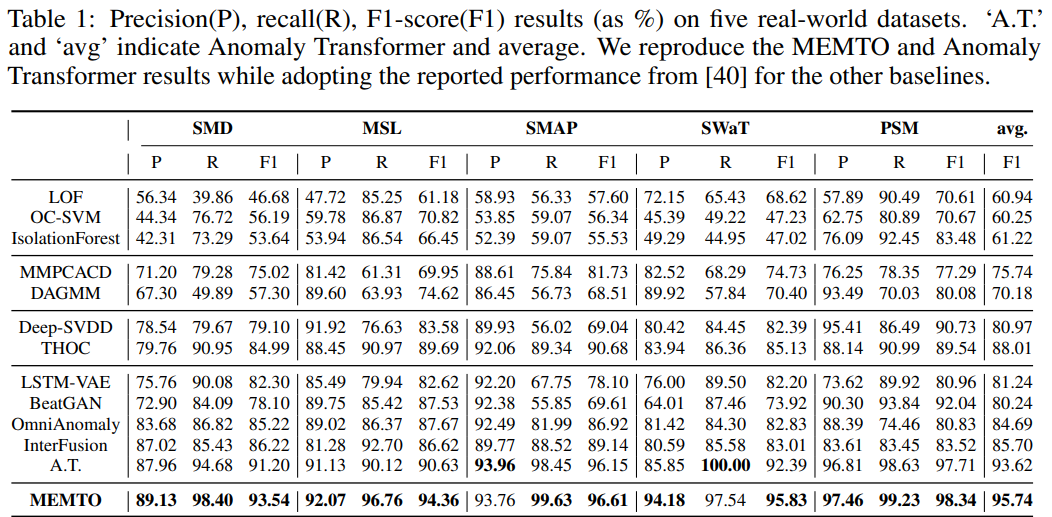 Table 1: Precision(P), recall(R), F1-score(F1) results (as %) on five real-world datasets. ‘A.T.’
and ‘avg’ indicate Anomaly Transformer and average. We reproduce the MEMTO and Anomaly
Transformer results while adopting the reported performance from [40] for the other baselines.
SMD MSL SMAP SWaT PSM avg.
P R F1 P R F1 P R F1 P R F1 P R F1 F1
LOF 56.34 39.86 46.68 47.72 85.25 61.18 58.93 56.33 57.60 72.15 65.43 68.62 57.89 90.49 70.61 60.94
OC-SVM 44.34 76.72 56.19 59.78 86.87 70.82 53.85 59.07 56.34 45.39 49.22 47.23 62.75 80.89 70.67 60.25
IsolationForest 42.31 73.29 53.64 53.94 86.54 66.45 52.39 59.07 55.53 49.29 44.95 47.02 76.09 92.45 83.48 61.22
MMPCACD 71.20 79.28 75.02 81.42 61.31 69.95 88.61 75.84 81.73 82.52 68.29 74.73 76.25 78.35 77.29 75.74
DAGMM 67.30 49.89 57.30 89.60 63.93 74.62 86.45 56.73 68.51 89.92 57.84 70.40 93.49 70.03 80.08 70.18
Deep-SVDD 78.54 79.67 79.10 91.92 76.63 83.58 89.93 56.02 69.04 80.42 84.45 82.39 95.41 86.49 90.73 80.97
THOC 79.76 90.95 84.99 88.45 90.97 89.69 92.06 89.34 90.68 83.94 86.36 85.13 88.14 90.99 89.54 88.01
LSTM-VAE 75.76 90.08 82.30 85.49 79.94 82.62 92.20 67.75 78.10 76.00 89.50 82.20 73.62 89.92 80.96 81.24
BeatGAN 72.90 84.09 78.10 89.75 85.42 87.53 92.38 55.85 69.61 64.01 87.46 73.92 90.30 93.84 92.04 80.24
OmniAnomaly 83.68 86.82 85.22 89.02 86.37 87.67 92.49 81.99 86.92 81.42 84.30 82.83 88.39 74.46 80.83 84.69
InterFusion 87.02 85.43 86.22 81.28 92.70 86.62 89.77 88.52 89.14 80.59 85.58 83.01 83.61 83.45 83.52 85.70
A.T. 87.96 94.68 91.20 91.13 90.12 90.63 93.96 98.45 96.15 85.85 100.00 92.39 96.81 98.63 97.71 93.62
MEMTO 89.13 98.40 93.54 92.07 96.76 94.36 93.76 99.63 96.61 94.18 97.54 95.83 97.46 99.23 98.34 95.74